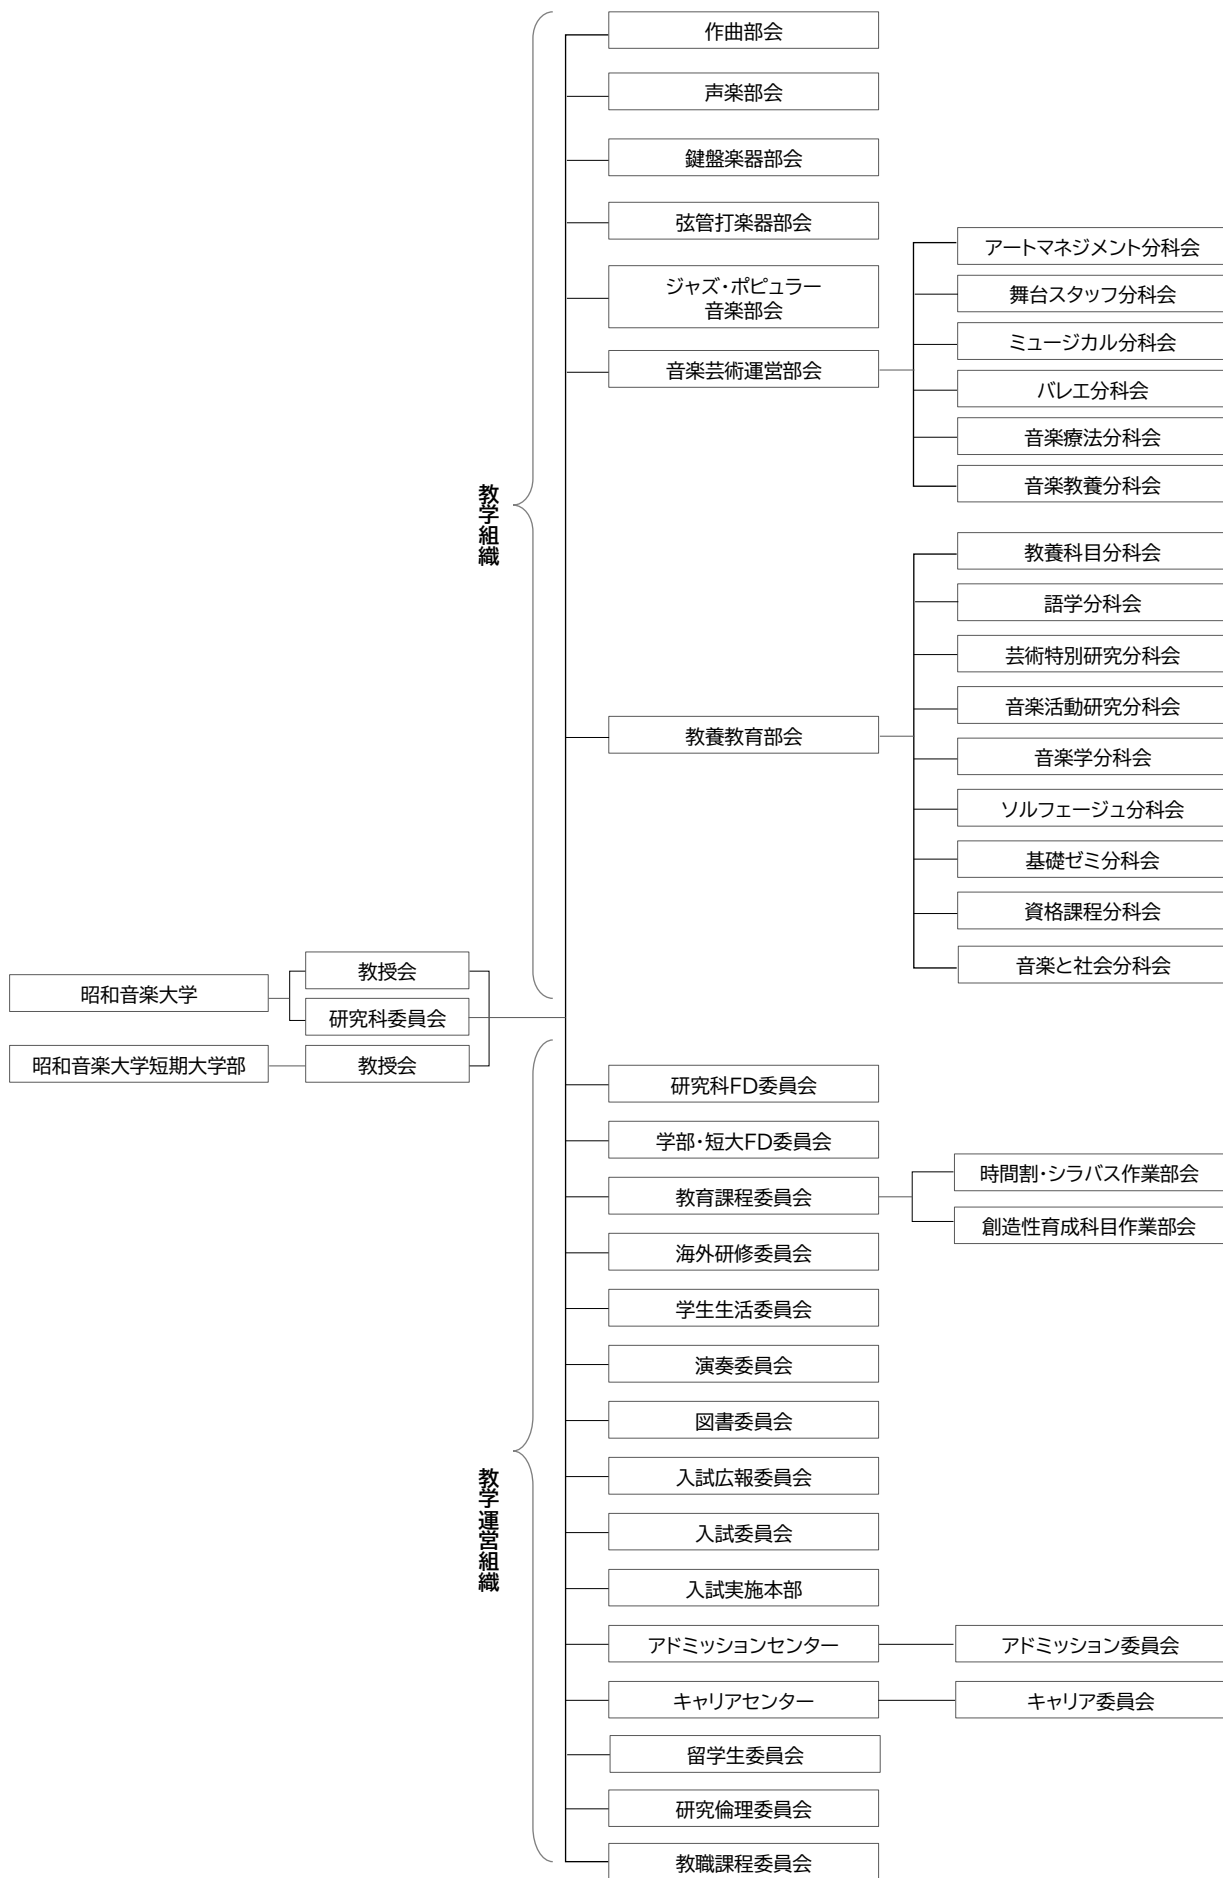 昭和音楽大学
教授会
研究科委員会
昭和音楽大学短期大学部
教授会
教学組織
作曲部会
声楽部会
鍵盤楽器部会
弦管打楽器部会
ジャズ・ポピュラー
音楽部会
音楽芸術運営部会
アートマネジメント分科会
舞台スタッフ分科会
ミュージカル分科会
バレエ分科会
音楽療法分科会
音楽教養分科会
教養教育部会
教養科目分科会
語学分科会
芸術特別研究分科会
音楽活動研究分科会
音楽学分科会
ソルフェージュ分科会
基礎ゼミ分科会
資格課程分科会
音楽と社会分科会
教学運営組織
研究科FD委員会
学部・短大FD委員会
教育課程委員会
時間割・シラバス作業部会
創造性育成科目作業部会
海外研修委員会
学生生活委員会
演奏委員会
図書委員会
入試広報委員会
入試委員会
入試実施本部
アドミッションセンター
アドミッション委員会
キャリアセンター
キャリア委員会
留学生委員会
研究倫理委員会
教職課程委員会